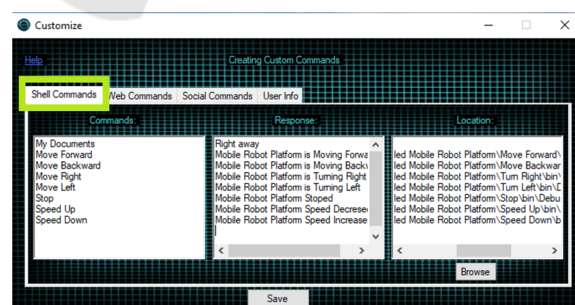 Customize
Help
Creating Custom Commands
Shell Commands Web Commands Social Commands User Info
Commands:
My Documents
Move Forward
Move Backward
Move Right
Move Left
Stop
Speed Up
Speed Down
Response:
Right away
Mobile Robot Platform is Moving Forwa
Mobile Robot Platform is Moving Back
Mobile Robot Platform is Turning Right
Mobile Robot Platform is Turning Left
Mobile Robot Platform Stoped
Mobile Robot Platform Speed Decrese
Mobile Robot Platform Speed Increase
Location:
led Mobile Robot Platform\Move Forward\
led Mobile Robot Platform\Move Backwar
led Mobile Robot Platform\Turn Right\bin\
led Mobile Robot Platform\Turn Left\bin\D
led Mobile Robot Platform\Stop\bin\Debu
led Mobile Robot Platform\Speed Up\bin\
led Mobile Robot Platform\Speed Down\b
Browse
Save